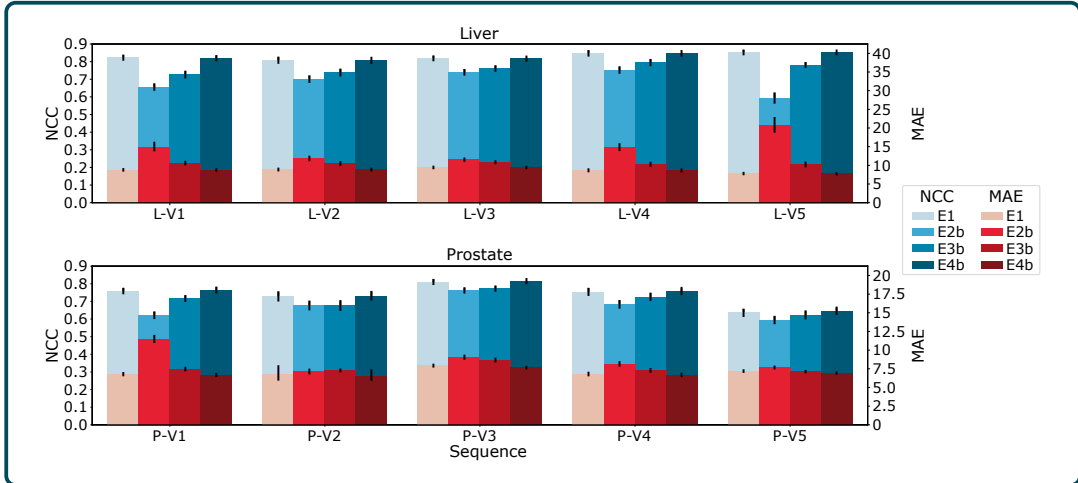 Liver
0.9
0.8
0.7
0.6
0.5
0.4
0.3
0.2
0.1
0.0
NCC
40
35
30
25
20
15
10
5
0
MAE
L-V1 L-V2 L-V3 L-V4 L-V5
NCC MAE
E1 E1
E2b E2b
E3b E3b
E4b E4b
Prostate
0.9
0.8
0.7
0.6
0.5
0.4
0.3
0.2
0.1
0.0
NCC
20
17.5
15
12.5
10
7.5
5
2.5
0
MAE
P-V1 P-V2 P-V3 P-V4 P-V5
Sequence